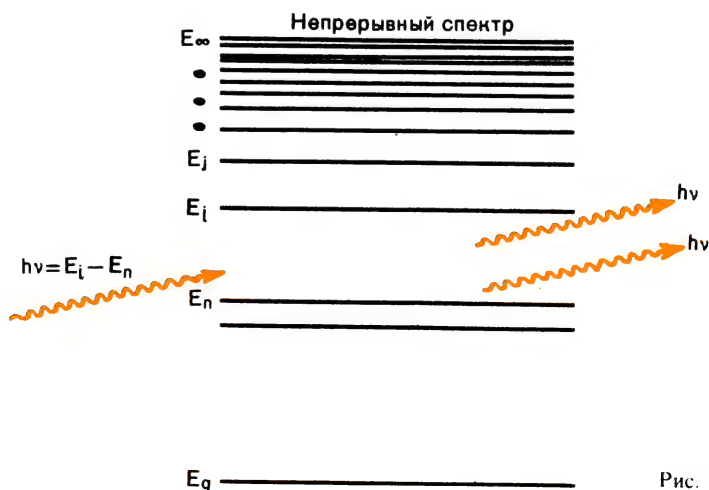 Непрерывный спектр
E∞
Ej
Ei
hν
hν = Ei – En
hν
En
Eg
Рис.